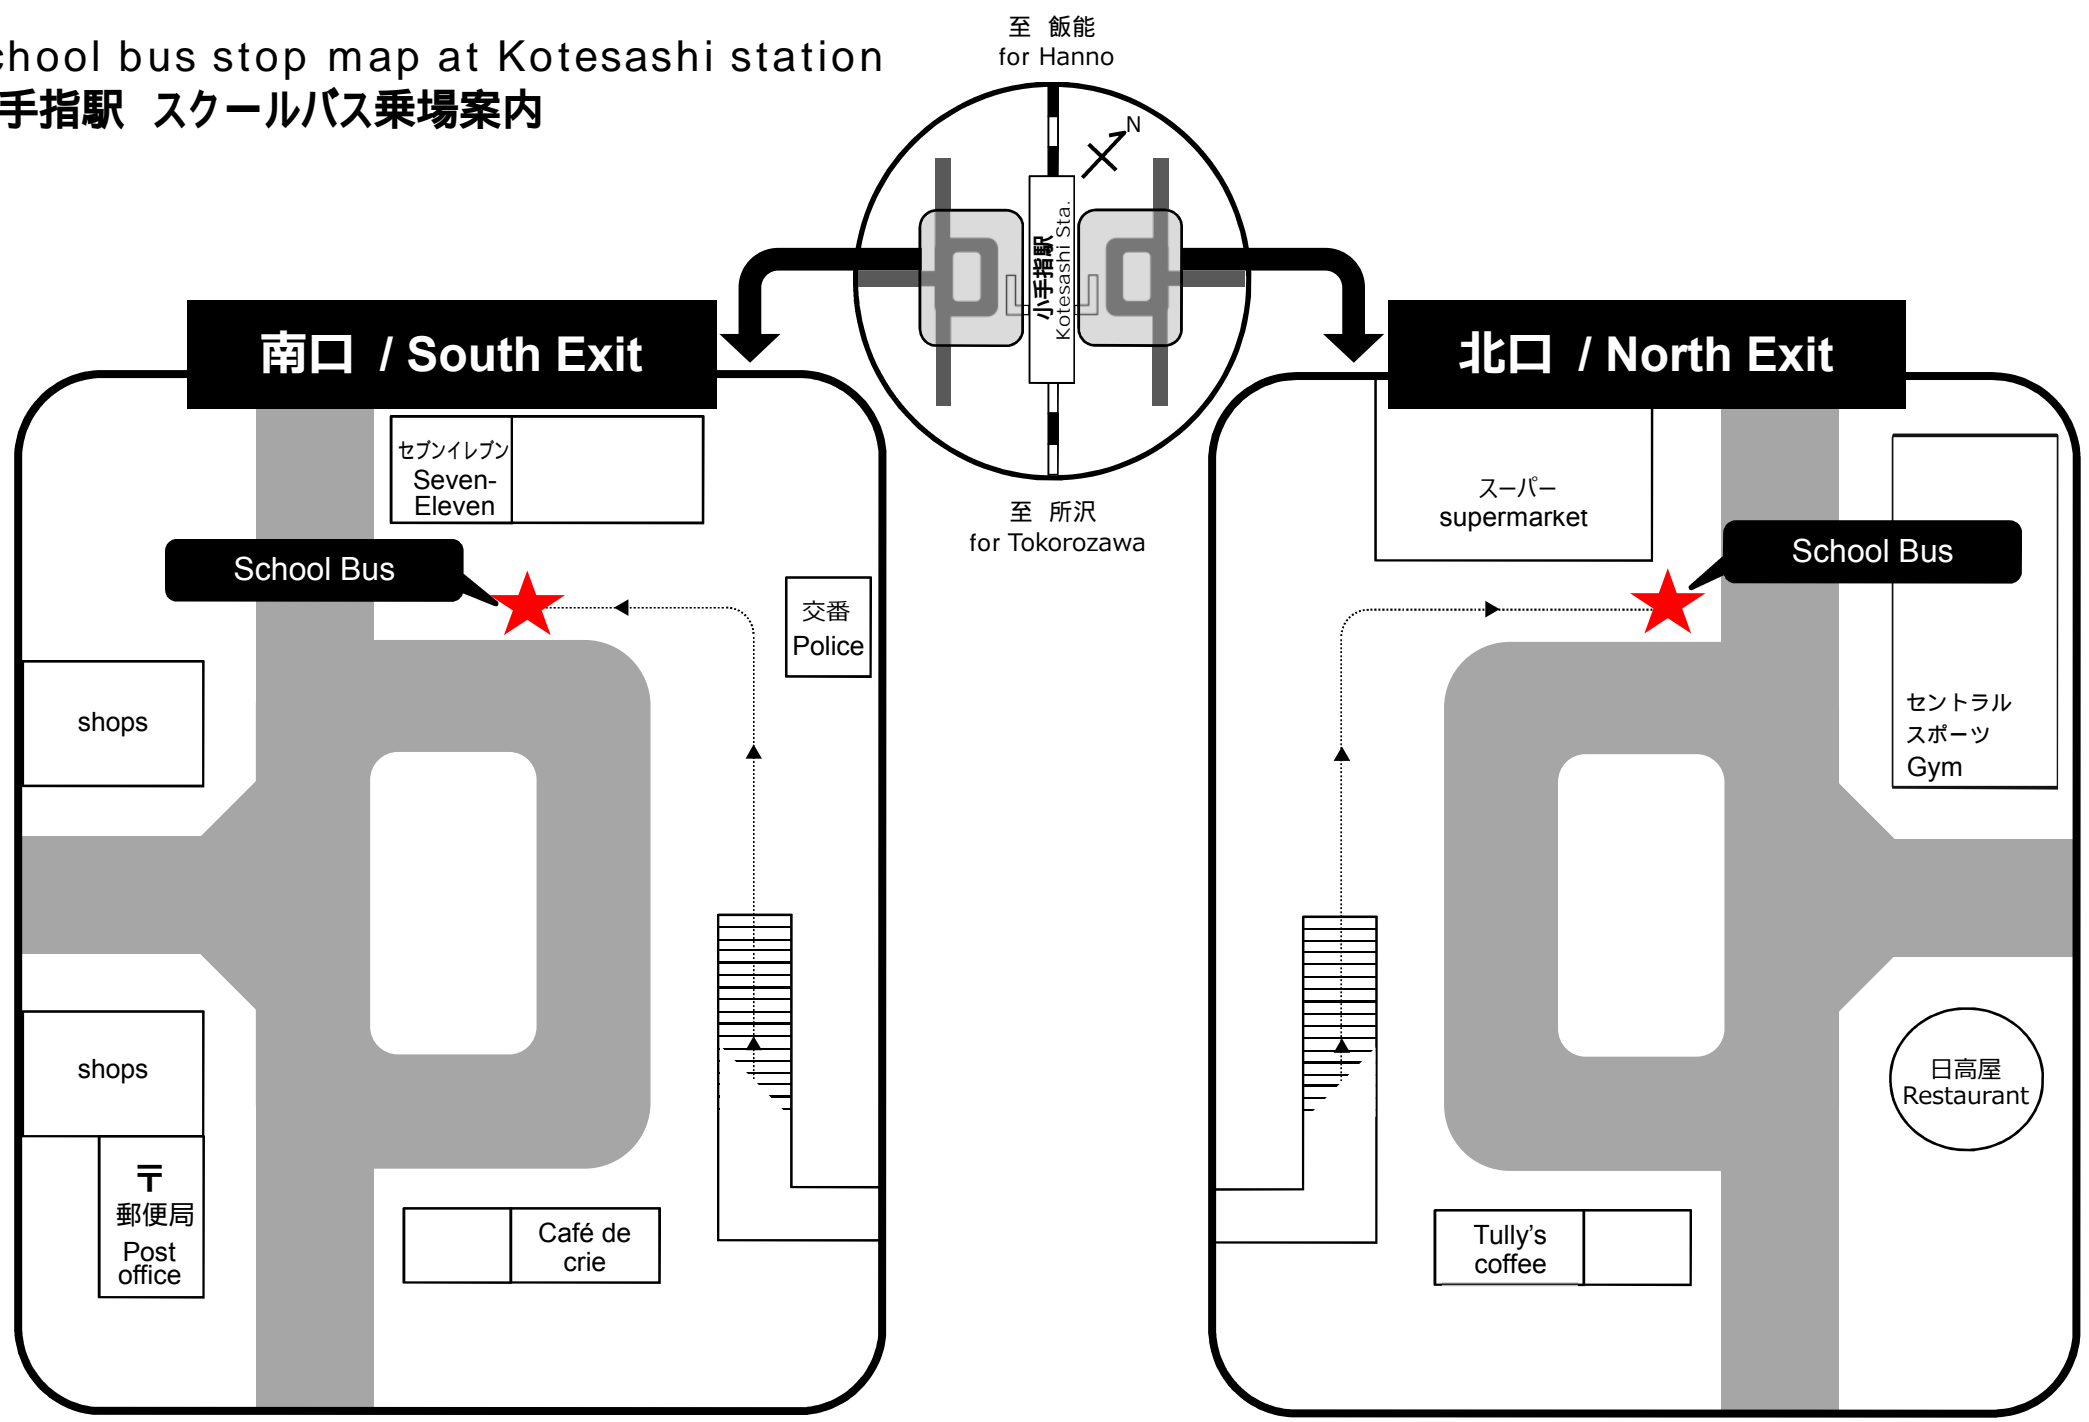 chool bus stop map at Kotesashi station
手指駅 スクールバス乗場案内
至 飯能
for Hanno
N
小手指駅
Kotesashi Sta.
至 所沢
for Tokorozawa
南口 / South Exit
セブンイレブン
Seven-
Eleven
School Bus
交番
Police
shops
shops
〒
郵便局
Post
office
Café de
crie
北口 / North Exit
スーパー
supermarket
School Bus
セントラル
スポーツ
Gym
日高屋
Restaurant
Tully’s
coffee